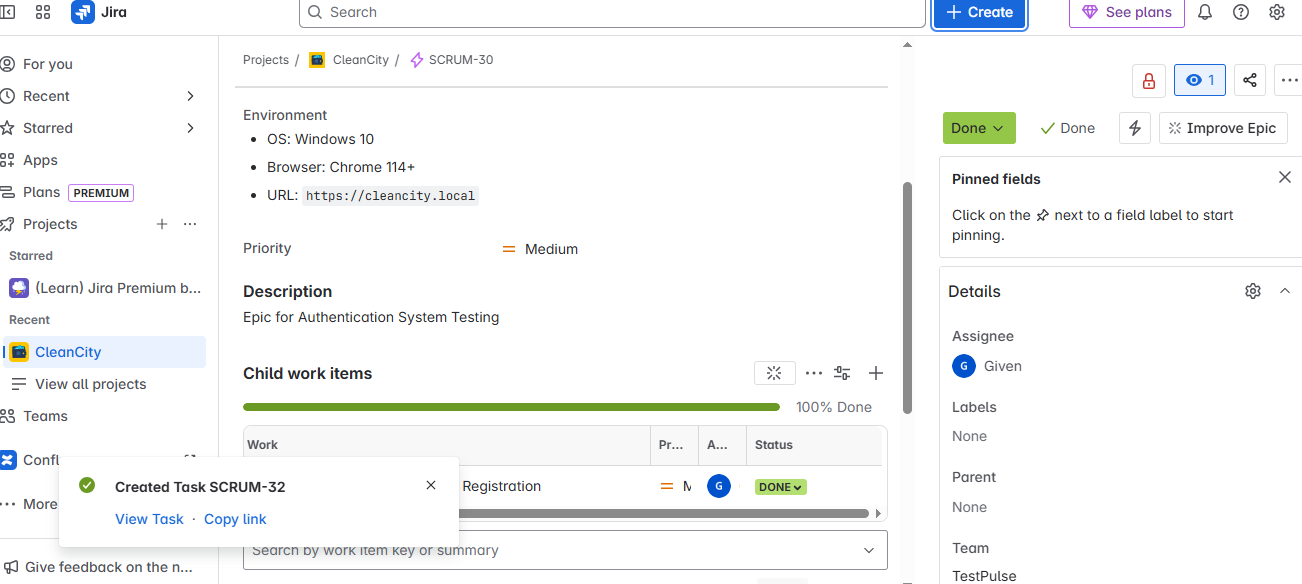 Jira
Search
+ Create
See plans
For you
Recent
Starred
Apps
Plans PREMIUM
Projects
Starred
(Learn) Jira Premium b...
Recent
CleanCity
View all projects
Teams
More
Give feedback on the n...
Projects / CleanCity / SCRUM-30
Environment
• OS: Windows 10
• Browser: Chrome 114+
• URL: https://cleancity.local
Priority
Medium
Description
Epic for Authentication System Testing
Child work items
100% Done
Work Pr... A... Status
Registration M G DONE
Search by work item key or summary
Created Task SCRUM-32
View Task · Copy link
1
Done
Done
Improve Epic
Pinned fields
Click on the next to a field label to start
pinning.
Details
Assignee
G Given
Labels
None
Parent
None
Team
TestPulse